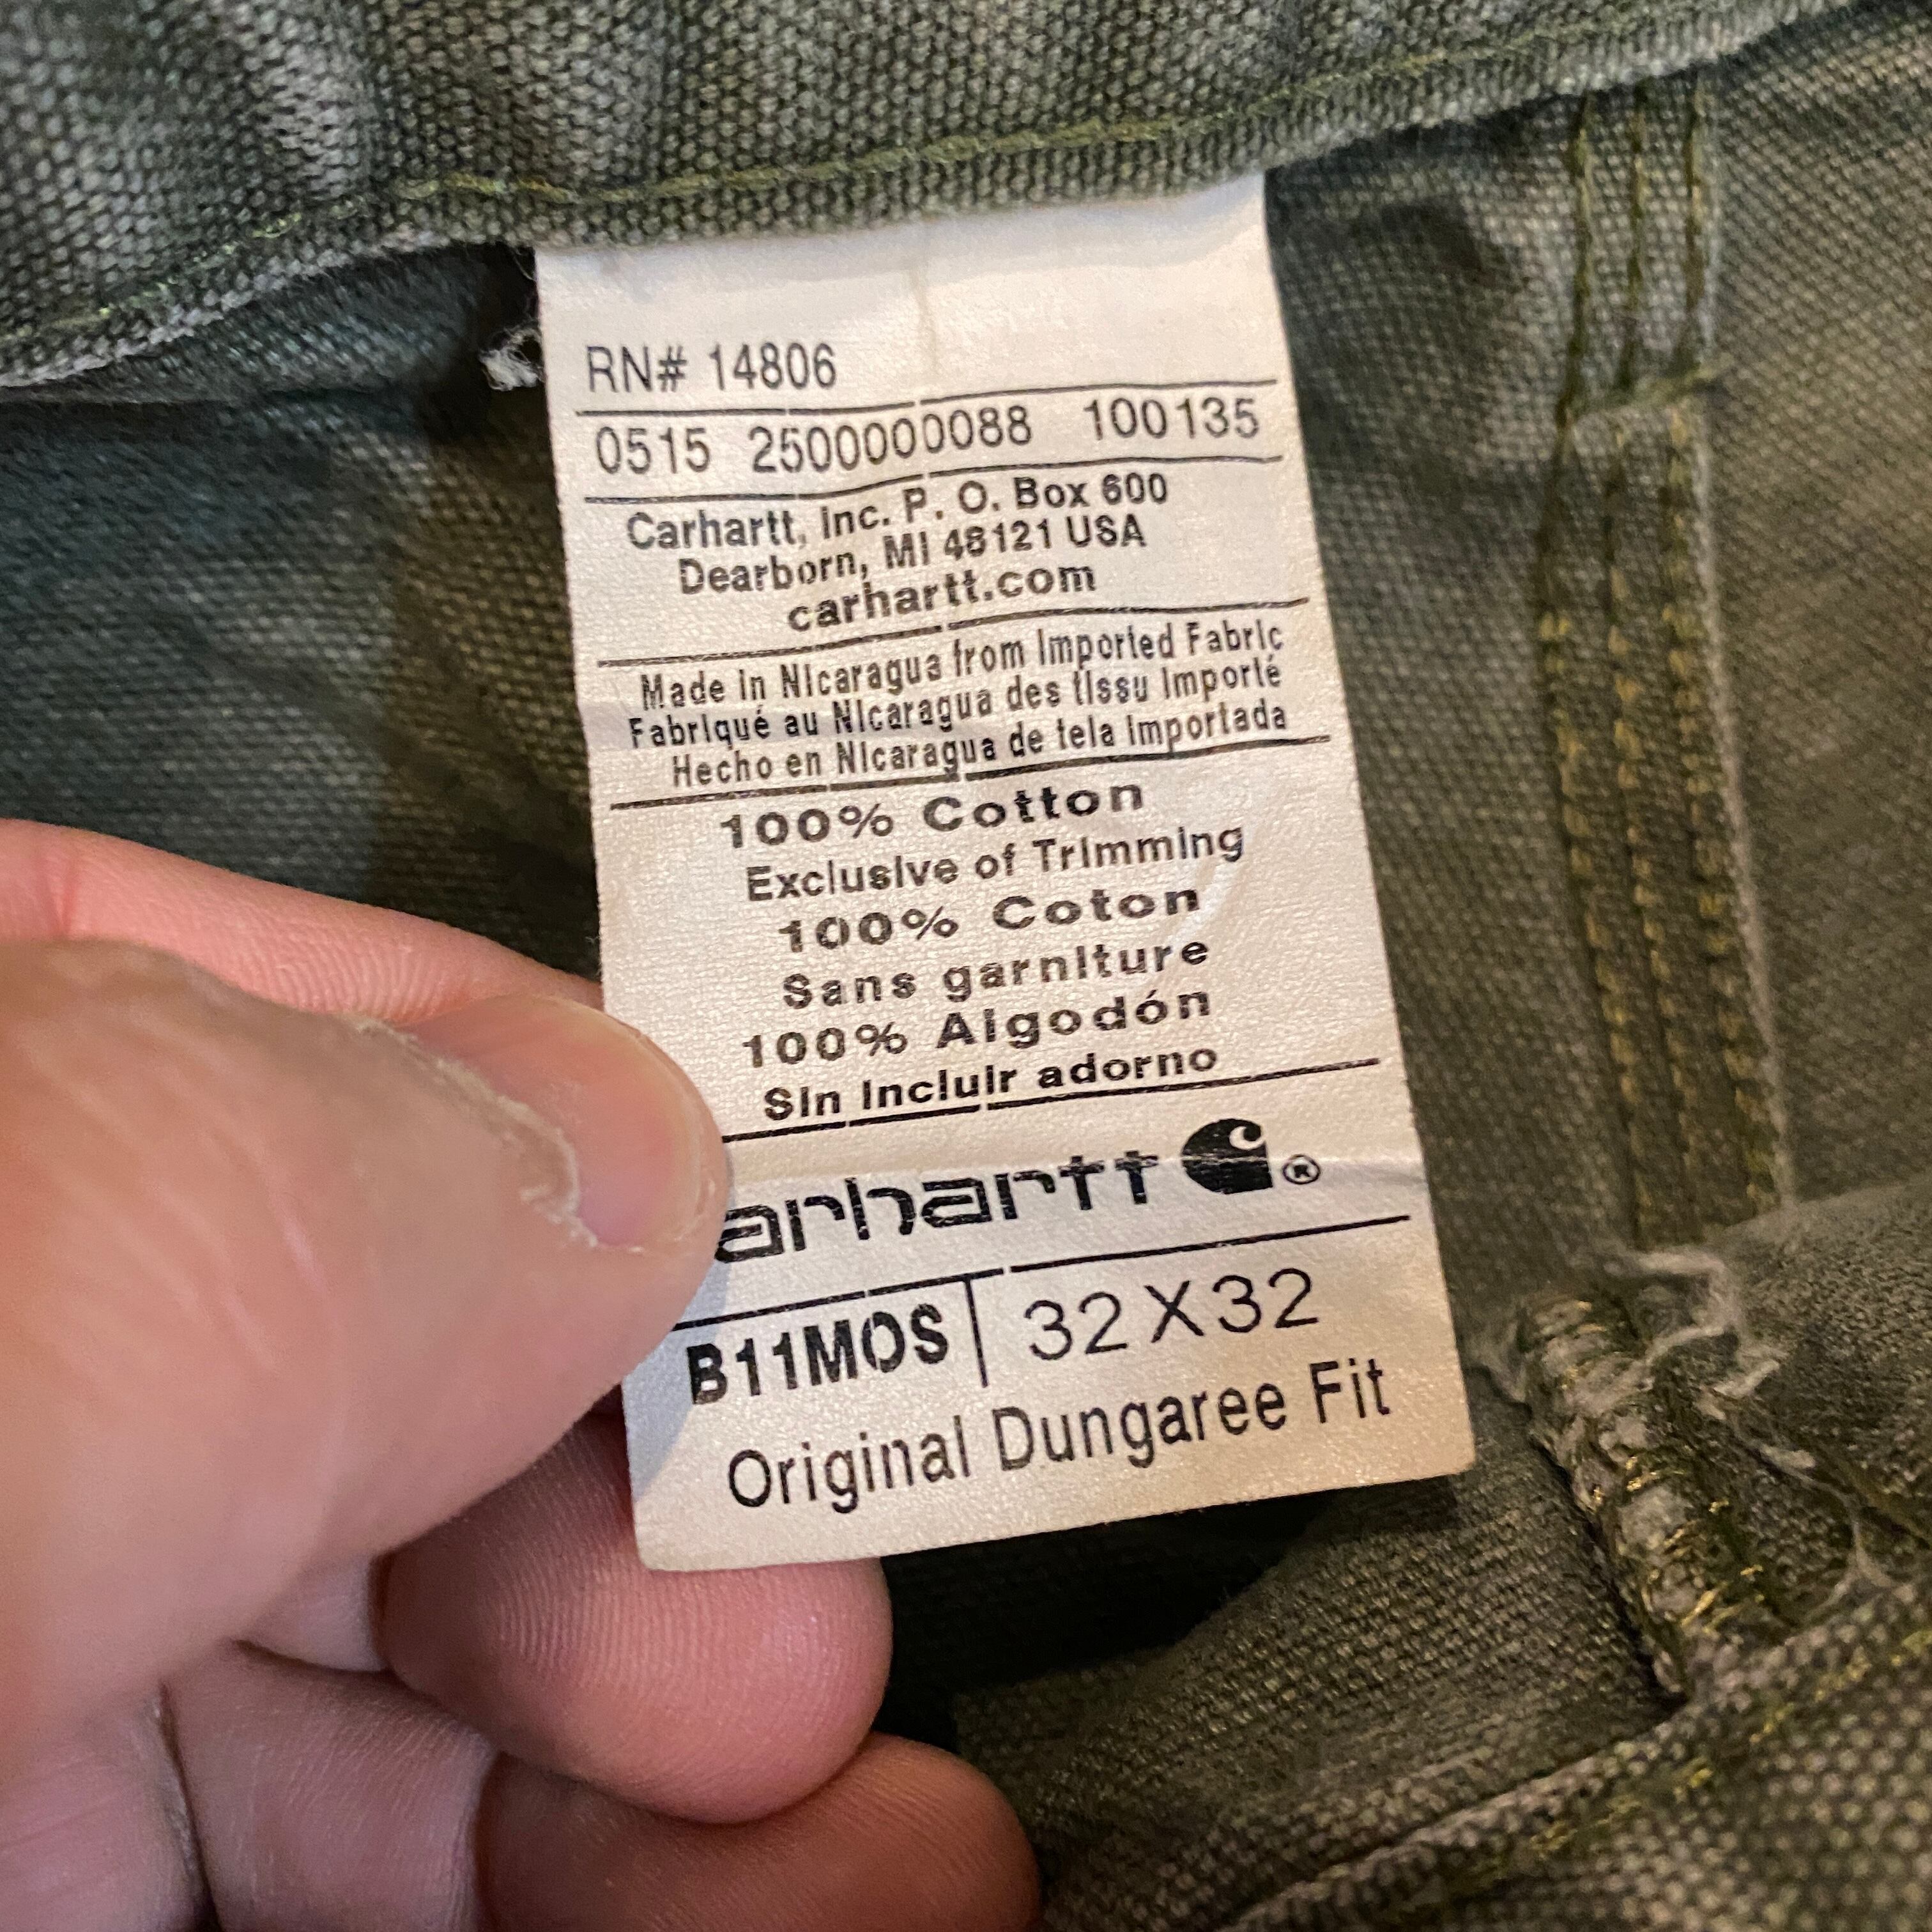 RN# 14806
0515 2500000088 100135
Carhartt, Inc. P. O. Box 600
Dearborn, MI 48121 USA
carhartt.com
Made in Nicaragua from Imported Fabric
Fabriqué au Nicaragua des tissu Importé
Hecho en Nicaragua de tela importada
100% Cotton
Exclusive of Trimming
100% Coton
Sans garniture
100% Algodón
Sin incluir adorno
arhartt ®
B11MOS 32X32
Original Dungaree Fit